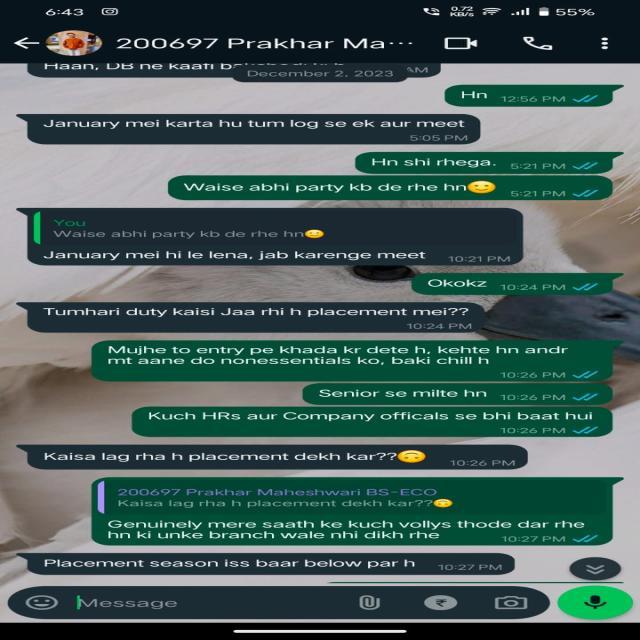 6:43
0.72
KB/s
55%
200697 Prakhar Ma...
Haan, DB ne kaafi
AM
December 2, 2023
Hn
12:56 PM
January mei karta hu tum log se ek aur meet
5:05 PM
Hn shi rhega. 5:21 PM
Waise abhi party kb de rhe hn😊 5:21 PM
You
Waise abhi party kb de rhe hn😊
January mei hi le lena, jab karenge meet 10:21 PM
Okokz 10:24 PM
Tumhari duty kaisi Jaa rhi h placement mei??
10:24 PM
Mujhe to entry pe khada kr dete h, kehte hn andr
mt aane do nonessentials ko, baki chill h
10:26 PM
Senior se milte hn 10:26 PM
Kuch HRs aur Company officals se bhi baat hui
10:26 PM
Kaisa lag rha h placement dekh kar??🙃 10:26 PM
200697 Prakhar Maheshwari BS-ECO
Kaisa lag rha h placement dekh kar??🙃
Genuinely mere saath ke kuch vollys thode dar rhe
hn ki unke branch wale nhi dikh rhe
10:27 PM
Placement season iss baar below par h 10:27 PM
Message